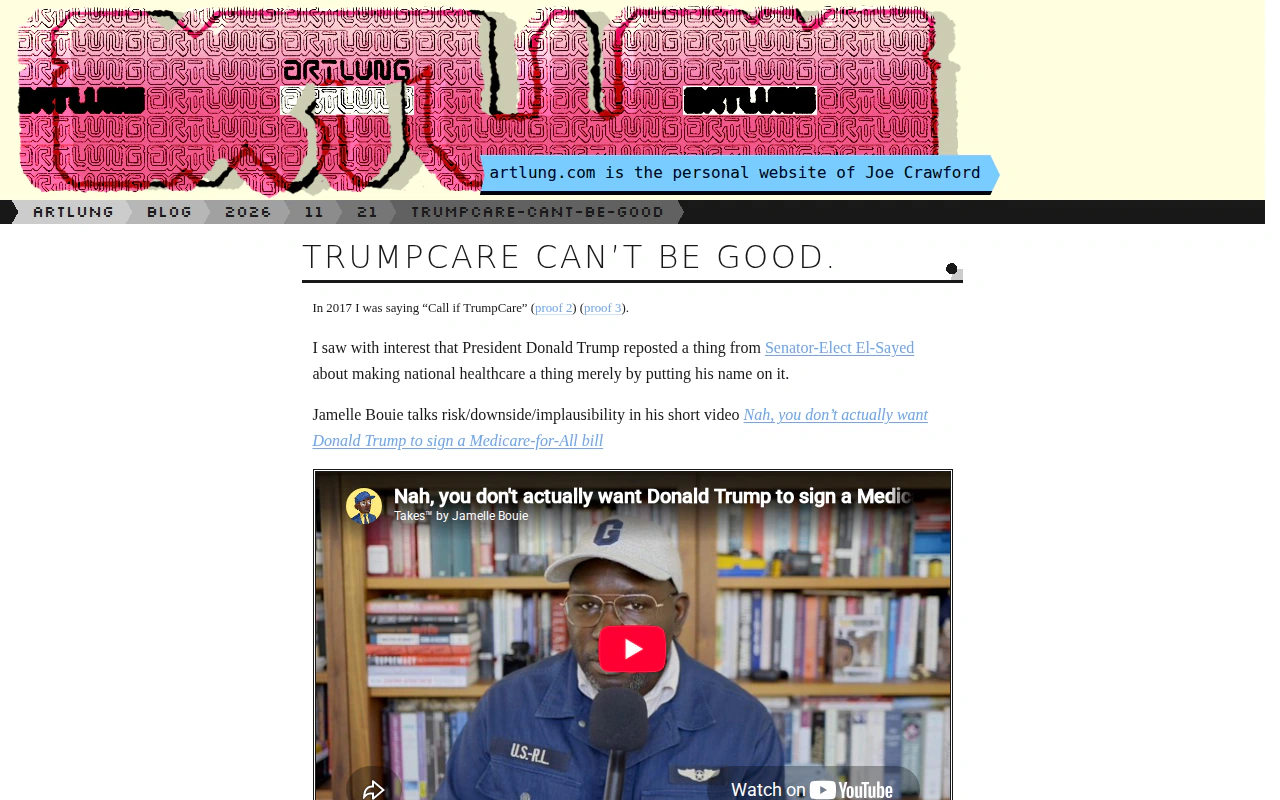 ARTLUNG
ARTLUNG
ARTLUNG
artlung.com is the personal website of Joe Crawford
ARTLUNG BLOG 2026 11 21 TRUMPCARE-CANT-BE-GOOD
TRUMPCARE CAN'T BE GOOD.
In 2017 I was saying “Call if TrumpCare” (proof 2) (proof 3).
I saw with interest that President Donald Trump reposted a thing from Senator-Elect El-Sayed
about making national healthcare a thing merely by putting his name on it.
Jamelle Bouie talks risk/downside/implausibility in his short video Nah, you don’t actually want
Donald Trump to sign a Medicare-for-All bill
Nah, you don't actually want Donald Trump to sign a Medic
Takes™ by Jamelle Bouie
G
SUPREMACY
U.S.-R.L.
Watch on YouTube